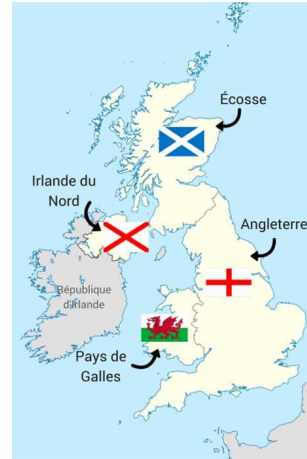 Écosse
Irlande du
Nord
Angleterre
République
d'Irlande
Pays de
Galles